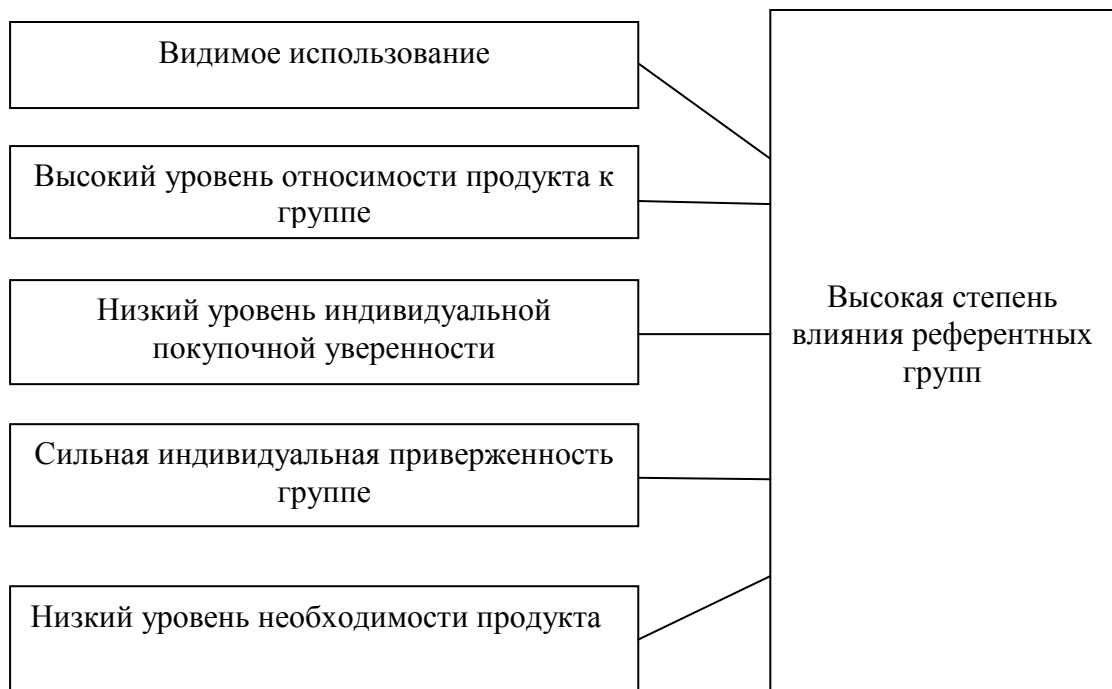 Видимое использование
Высокий уровень относимости продукта к
группе
Низкий уровень индивидуальной
покупочной уверенности
Сильная индивидуальная приверженность
группе
Низкий уровень необходимости продукта
Высокая степень
влияния референтных
групп